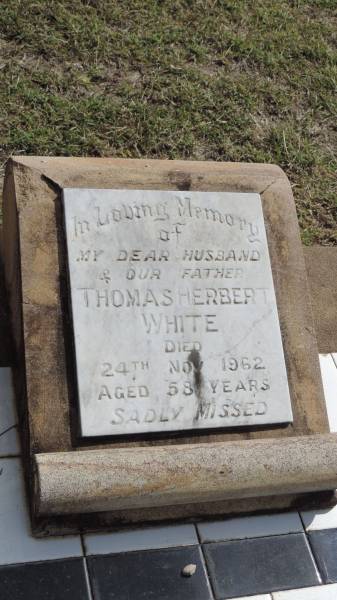 In Loving Memory
of
MY DEAR HUSBAND
& OUR FATHER
THOMAS HERBERT
WHITE
DIED
24TH NOV 1962
AGED 58 YEARS
SADLY MISSED